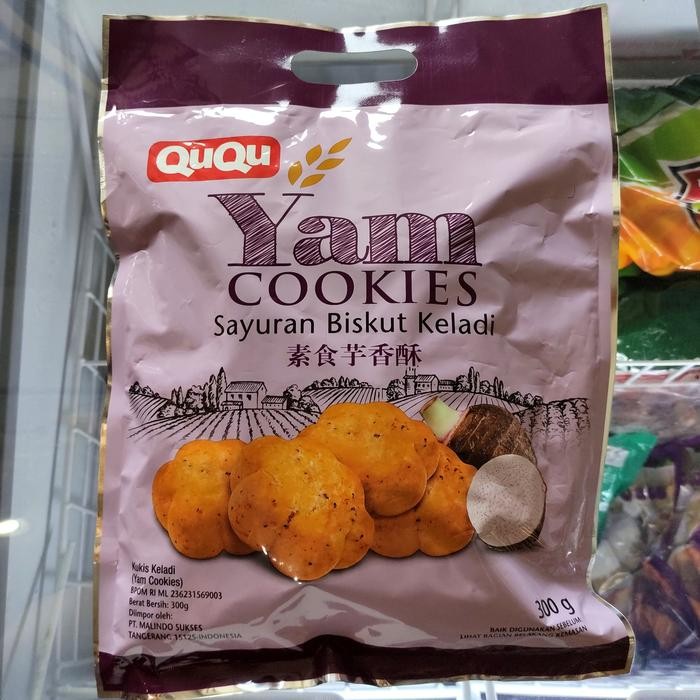 QuQu
Yam
COOKIES
Sayuran Biskut Keladi
素食芋香酥
Kukis Keladi
(Yam Cookies)
BPOM RI ML 236231569003
Berat Bersih: 300g
Diimpor oleh:
PT. MALINDO SUKSES
TANGERANG 15125-INDONESIA
300 g
BAIK DIGUNAKAN SEBELUM
LIHAT BAGIAN BELAKANG KEMASAN